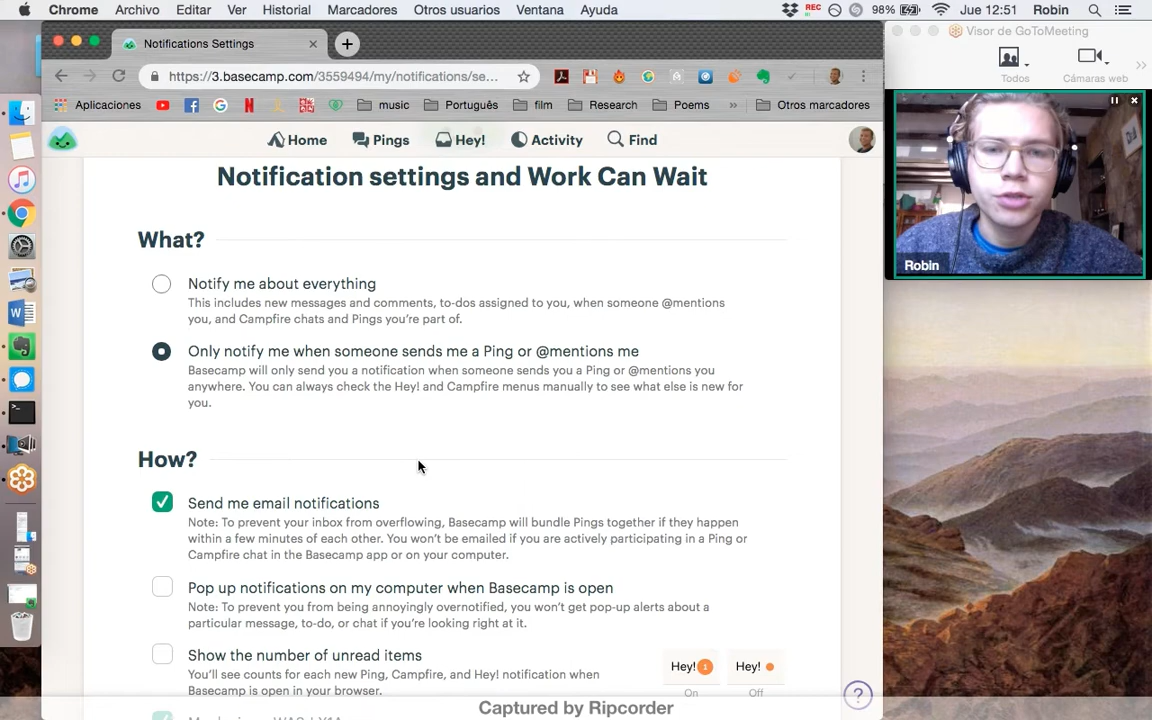 Chrome Archivo Editar Ver Historial Marcadores Otros usuarios Ventana Ayuda REC 98% Jue 12:51 Robin
Notifications Settings
Visor de GoToMeeting
https://3.basecamp.com/3559494/my/notifications/se...
Todos Cámaras web
Aplicaciones music Português film Research Poems » Otros marcadores
Home Pings Hey! Activity Find
Robin
Notification settings and Work Can Wait
What?
Notify me about everything
This includes new messages and comments, to-dos assigned to you, when someone @mentions
you, and Campfire chats and Pings you're part of.
Only notify me when someone sends me a Ping or @mentions me
Basecamp will only send you a notification when someone sends you a Ping or @mentions you
anywhere. You can always check the Hey! and Campfire menus manually to see what else is new for
you.
How?
Send me email notifications
Note: To prevent your inbox from overflowing, Basecamp will bundle Pings together if they happen
within a few minutes of each other. You won't be emailed if you are actively participating in a Ping or
Campfire chat in the Basecamp app or on your computer.
Pop up notifications on my computer when Basecamp is open
Note: To prevent you from being annoyingly overnotified, you won't get pop-up alerts about a
particular message, to-do, or chat if you're looking right at it.
Show the number of unread items
You'll see counts for each new Ping, Campfire, and Hey! notification when
Basecamp is open in your browser.
Hey! 1 Hey!
On Off
?
Captured by Ripcorder